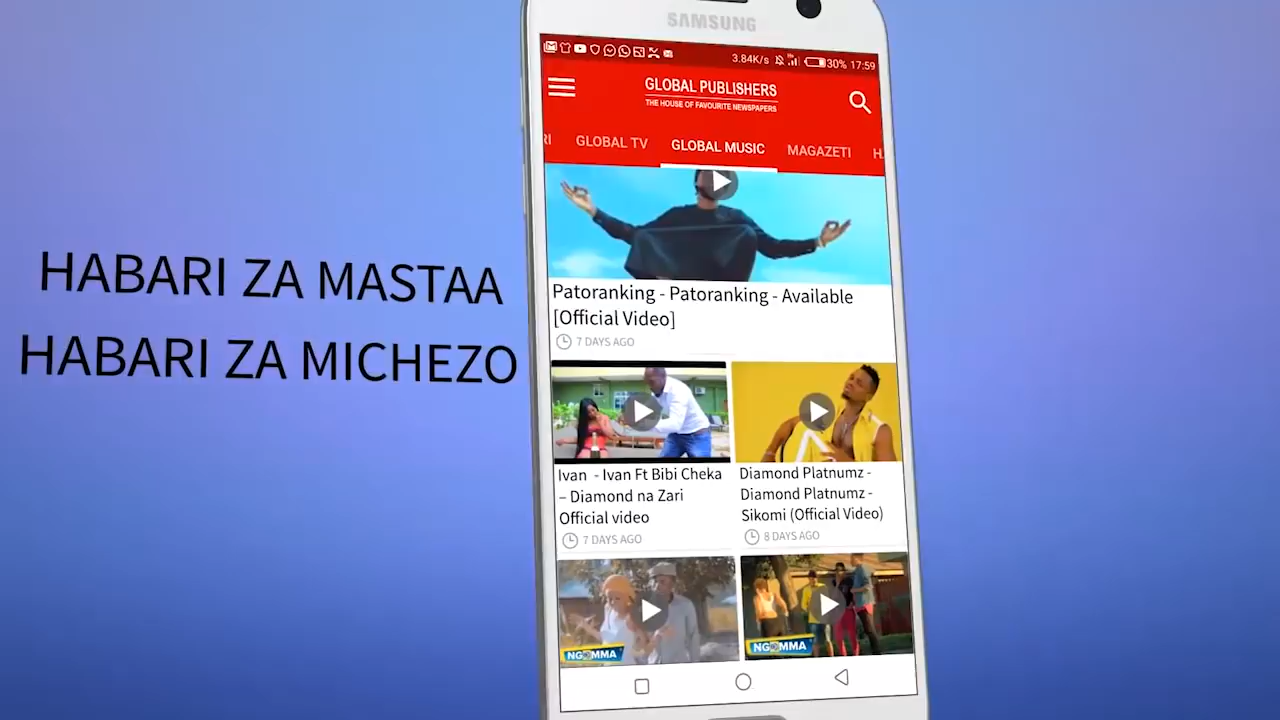 SAMSUNG
3.84K/s 30% 17:59
GLOBAL PUBLISHERS
THE HOUSE OF FAVOURITE NEWSPAPERS
GLOBAL TV GLOBAL MUSIC MAGAZETI
HABARI ZA MASTAA
HABARI ZA MICHEZO
Patoranking - Patoranking - Available
[Official Video]
7 DAYS AGO
Ivan - Ivan Ft Bibi Cheka
– Diamond na Zari
Official video
7 DAYS AGO
Diamond Platnumz -
Diamond Platnumz -
Sikomi (Official Video)
8 DAYS AGO
NGOMMA
NGOMMA